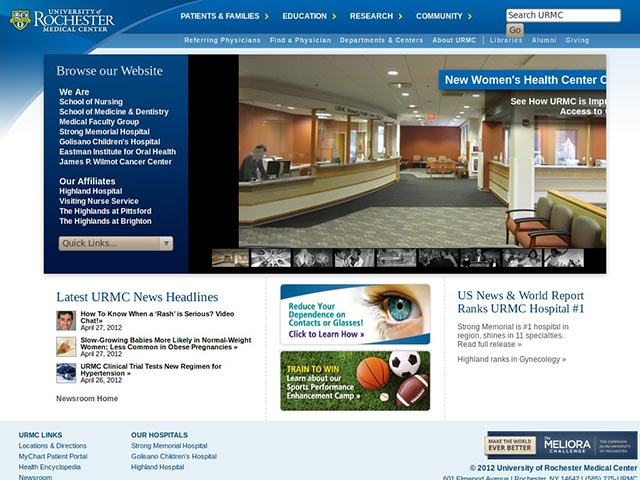 UNIVERSITY of
ROCHESTER
MEDICAL CENTER
PATIENTS & FAMILIES
EDUCATION
RESEARCH
COMMUNITY
Search URMC
Go
Referring Physicians
Find a Physician
Departments & Centers
About URMC
Libraries
Alumni
Giving
Browse our Website
We Are
School of Nursing
School of Medicine & Dentistry
Medical Faculty Group
Strong Memorial Hospital
Golisano Children's Hospital
Eastman Institute for Oral Health
James P. Wilmot Cancer Center
Our Affiliates
Highland Hospital
Visiting Nurse Service
The Highlands at Pittsford
The Highlands at Brighton
Quick Links...
New Women's Health Center
See How URMC is
Access to
Latest URMC News Headlines
How To Know When a ‘Rash’ is Serious? Video
Chat!»
April 27, 2012
Slow-Growing Babies More Likely in Normal-Weight
Women; Less Common in Obese Pregnancies »
April 27, 2012
URMC Clinical Trial Tests New Regimen for
Hypertension »
April 26, 2012
Newsroom Home
Reduce Your
Dependence on
Contacts or Glasses!
Click to Learn How »
TRAIN TO WIN
Learn about our
Sports Performance
Enhancement Camp »
US News & World Report
Ranks URMC Hospital #1
Strong Memorial is #1 hospital in
region, shines in 11 specialties.
Read full release »
Highland ranks in Gynecology »
URMC LINKS
Locations & Directions
MyChart Patient Portal
Health Encyclopedia
Newsroom
OUR HOSPITALS
Strong Memorial Hospital
Golisano Children's Hospital
Highland Hospital
MAKE THE WORLD
EVER BETTER
The
MELIORA
CHALLENGE
THE CAMPAIGN
FOR THE UNIVERSITY
OF ROCHESTER
© 2012 University of Rochester Medical Center
601 Elmwood Avenue | Rochester, NY 14642 | (585) 275-URMC